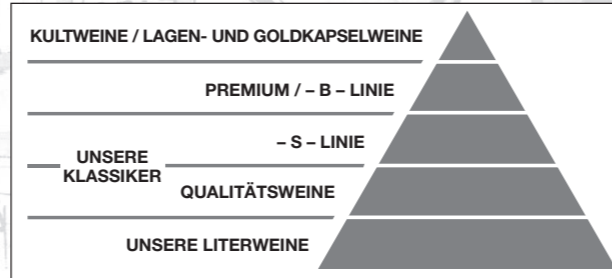 KULTWEINE / LAGEN- UND GOLDKAPSELWEINE
PREMIUM / – B – LINIE
– S – LINIE
UNSERE
KLASSIKER
QUALITÄTSWEINE
UNSERE LITERWEINE